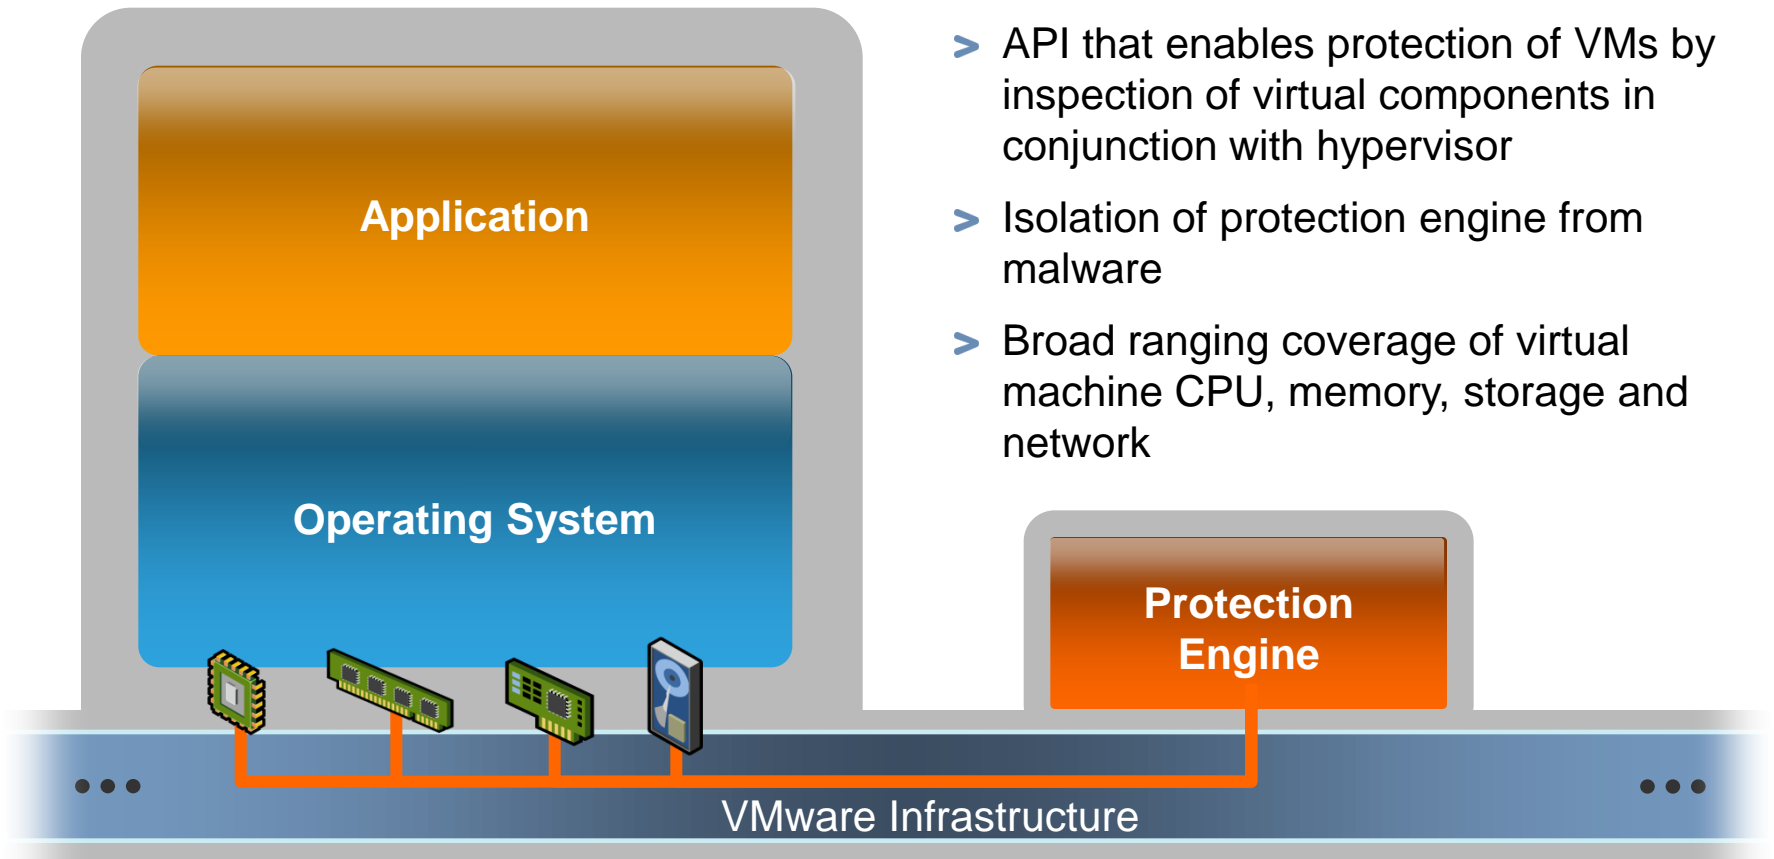 Application
Operating System
> API that enables protection of VMs by
inspection of virtual components in
conjunction with hypervisor
> Isolation of protection engine from
malware
> Broad ranging coverage of virtual
machine CPU, memory, storage and
network
Protection
Engine
VMware Infrastructure